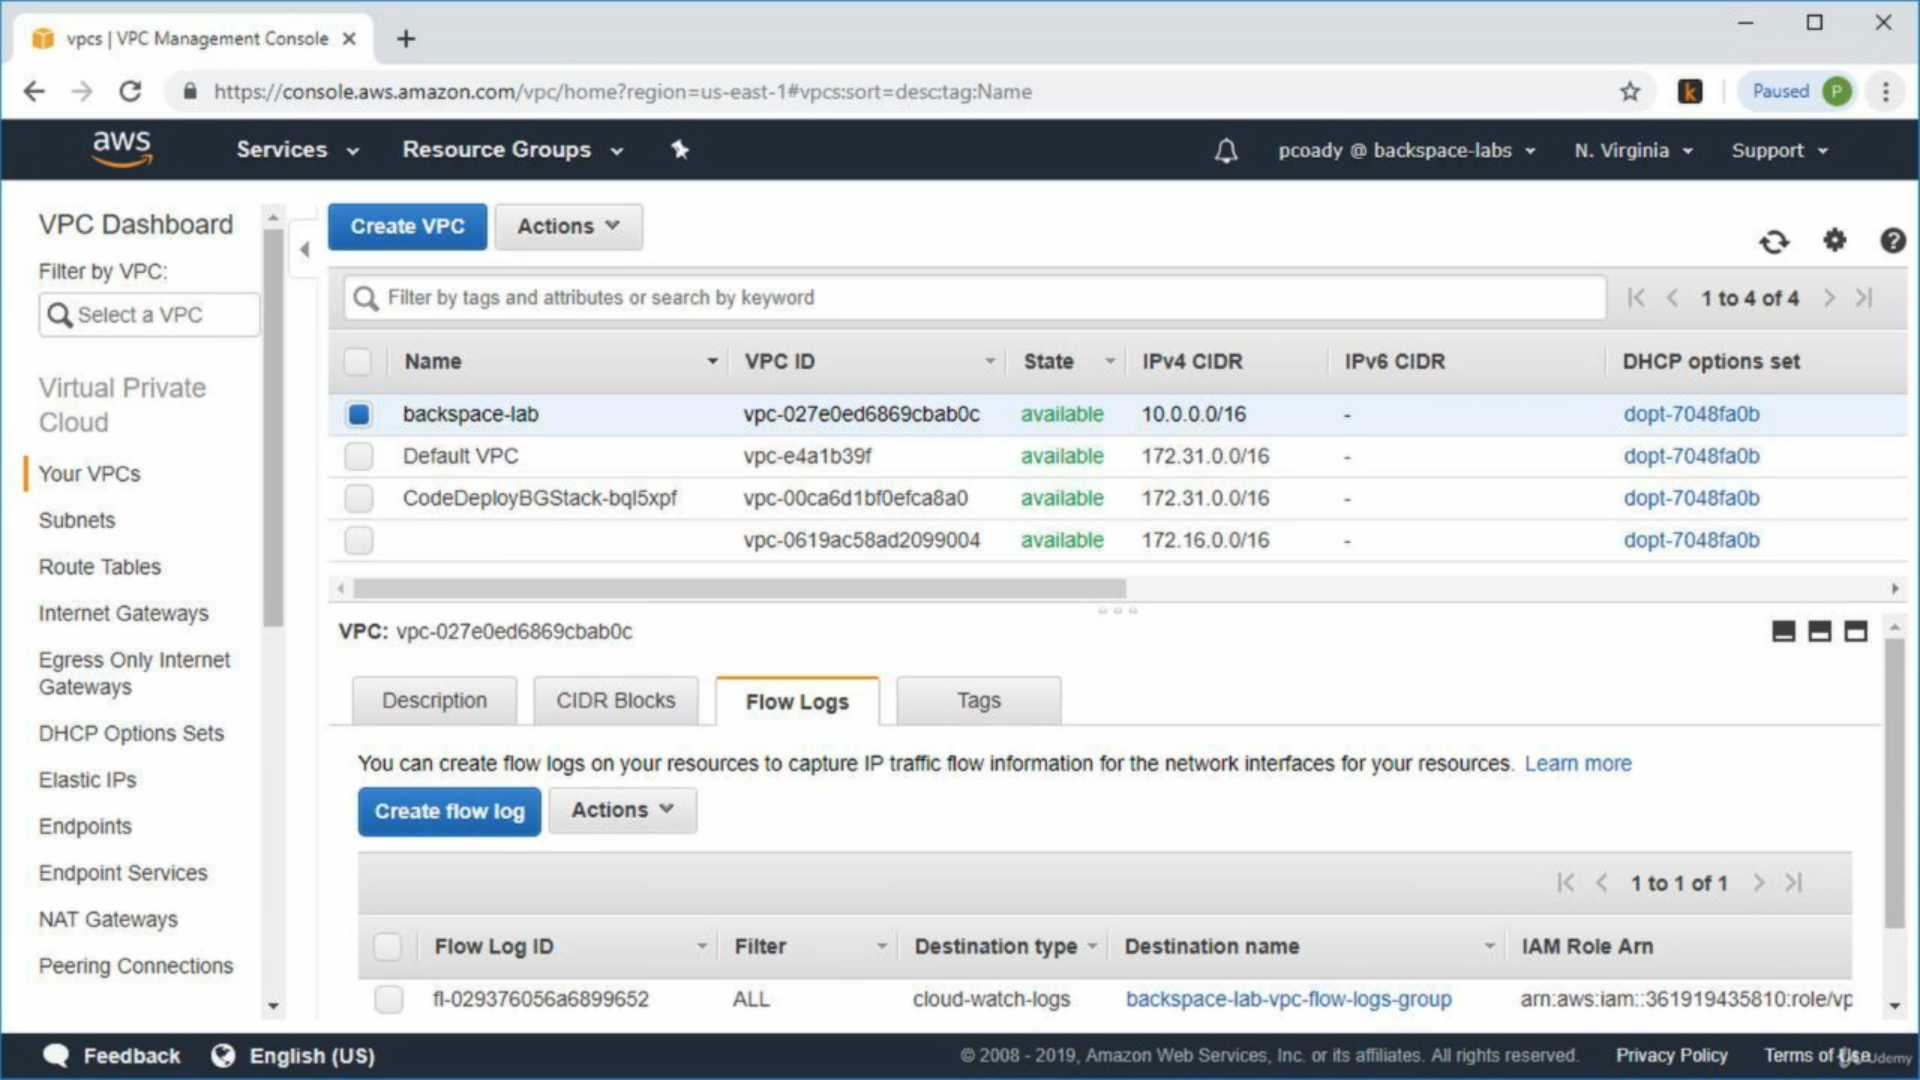 vpcs | VPC Management Console
https://console.aws.amazon.com/vpc/home?region=us-east-1#vpcs:sort=desc:tag:Name
k
Paused P
aws Services Resource Groups pcoady @ backspace-labs N. Virginia Support
VPC Dashboard
Filter by VPC:
Select a VPC
Virtual Private
Cloud
Your VPCs
Subnets
Route Tables
Internet Gateways
Egress Only Internet
Gateways
DHCP Options Sets
Elastic IPs
Endpoints
Endpoint Services
NAT Gateways
Peering Connections
Create VPC Actions
Filter by tags and attributes or search by keyword 1 to 4 of 4
Name VPC ID State IPv4 CIDR IPv6 CIDR DHCP options set
backspace-lab vpc-027e0ed6869cbab0c available 10.0.0.0/16 - dopt-7048fa0b
Default VPC vpc-e4a1b39f available 172.31.0.0/16 - dopt-7048fa0b
CodeDeployBGStack-bql5xpf vpc-00ca6d1bf0efca8a0 available 172.31.0.0/16 - dopt-7048fa0b
vpc-0619ac58ad2099004 available 172.16.0.0/16 - dopt-7048fa0b
VPC: vpc-027e0ed6869cbab0c
Description CIDR Blocks Flow Logs Tags
You can create flow logs on your resources to capture IP traffic flow information for the network interfaces for your resources. Learn more
Create flow log Actions
1 to 1 of 1
Flow Log ID Filter Destination type Destination name IAM Role Arn
fl-029376056a6899652 ALL cloud-watch-logs backspace-lab-vpc-flow-logs-group arn:aws:iam::361919435810:role/vp
Feedback English (US) © 2008 - 2019, Amazon Web Services, Inc. or its affiliates. All rights reserved. Privacy Policy Terms of Use
Udemy